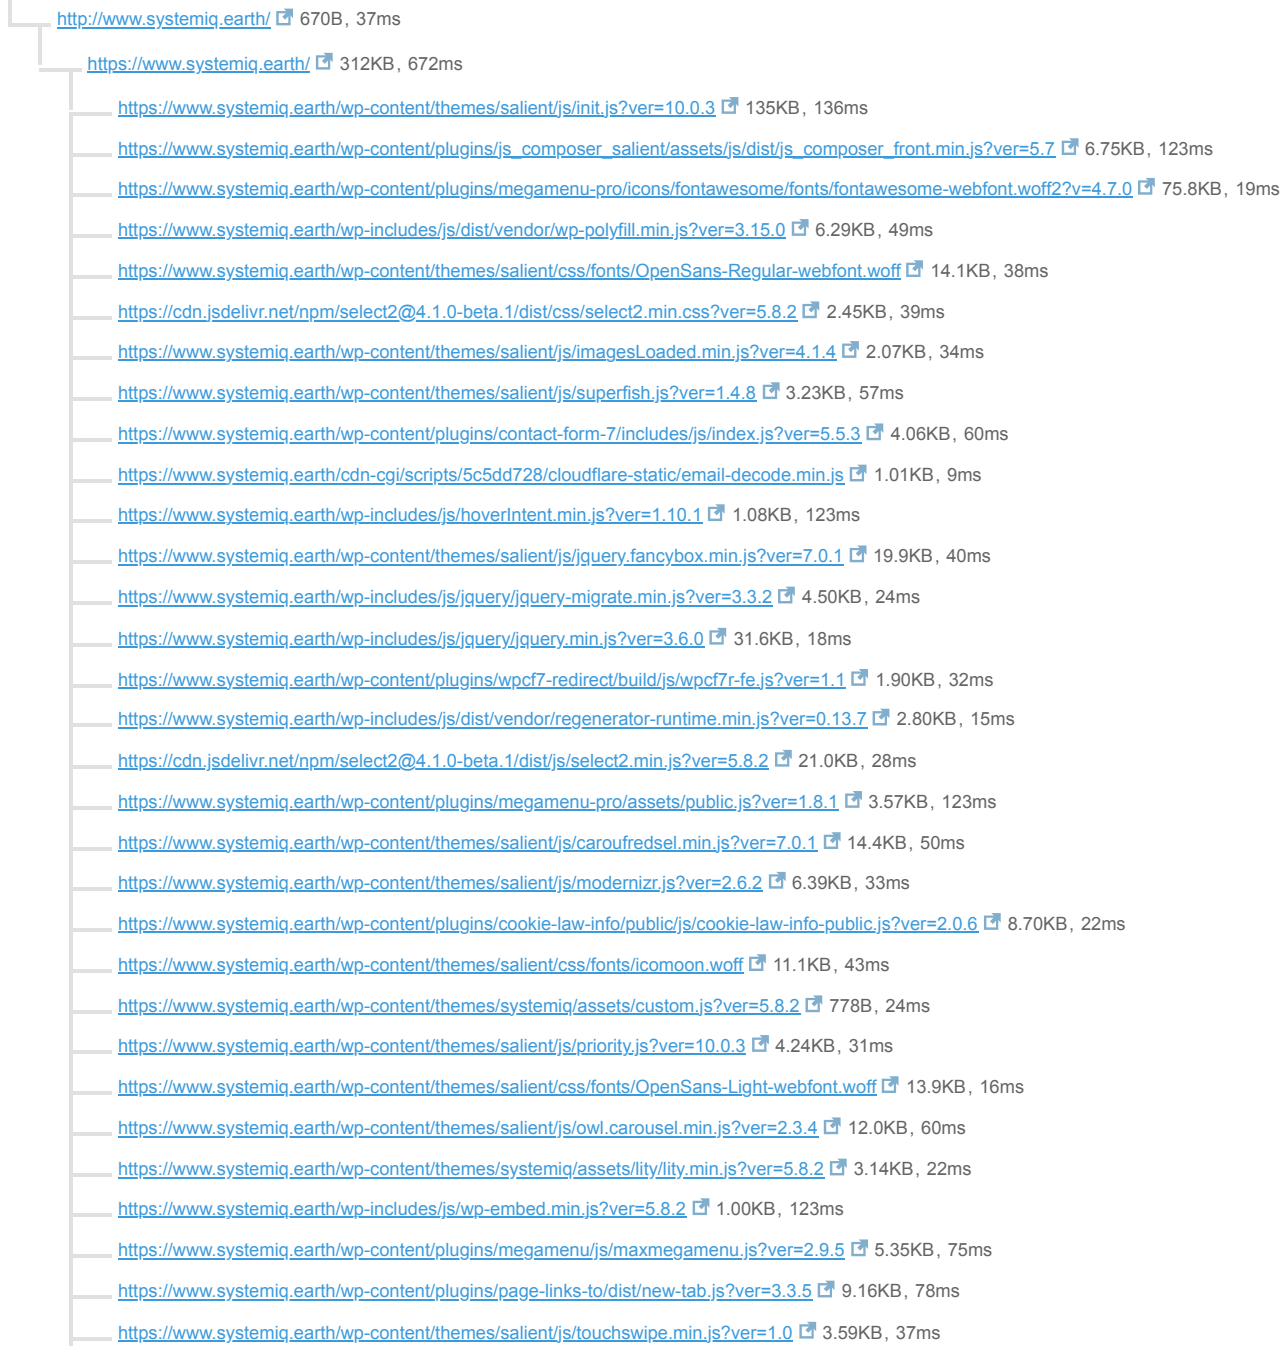 http://www.systemiq.earth/ 670B, 37ms
https://www.systemiq.earth/ 312KB, 672ms
https://www.systemiq.earth/wp-content/themes/salient/js/init.js?ver=10.0.3 135KB, 136ms
https://www.systemiq.earth/wp-content/plugins/js_composer_salient/assets/js/dist/js_composer_front.min.js?ver=5.7 6.75KB, 123ms
https://www.systemiq.earth/wp-content/plugins/megamenu-pro/icons/fontawesome/fonts/fontawesome-webfont.woff2?v=4.7.0 75.8KB, 19ms
https://www.systemiq.earth/wp-includes/js/dist/vendor/wp-polyfill.min.js?ver=3.15.0 6.29KB, 49ms
https://www.systemiq.earth/wp-content/themes/salient/css/fonts/OpenSans-Regular-webfont.woff 14.1KB, 38ms
https://cdn.jsdelivr.net/npm/select2@4.1.0-beta.1/dist/css/select2.min.css?ver=5.8.2 2.45KB, 39ms
https://www.systemiq.earth/wp-content/themes/salient/js/imagesLoaded.min.js?ver=4.1.4 2.07KB, 34ms
https://www.systemiq.earth/wp-content/themes/salient/js/superfish.js?ver=1.4.8 3.23KB, 57ms
https://www.systemiq.earth/wp-content/plugins/contact-form-7/includes/js/index.js?ver=5.5.3 4.06KB, 60ms
https://www.systemiq.earth/cdn-cgi/scripts/5c5dd728/cloudflare-static/email-decode.min.js 1.01KB, 9ms
https://www.systemiq.earth/wp-includes/js/hoverIntent.min.js?ver=1.10.1 1.08KB, 123ms
https://www.systemiq.earth/wp-content/themes/salient/js/jquery.fancybox.min.js?ver=7.0.1 19.9KB, 40ms
https://www.systemiq.earth/wp-includes/js/jquery/jquery-migrate.min.js?ver=3.3.2 4.50KB, 24ms
https://www.systemiq.earth/wp-includes/js/jquery/jquery.min.js?ver=3.6.0 31.6KB, 18ms
https://www.systemiq.earth/wp-content/plugins/wpcf7-redirect/build/js/wpcf7r-fe.js?ver=1.1 1.90KB, 32ms
https://www.systemiq.earth/wp-includes/js/dist/vendor/regenerator-runtime.min.js?ver=0.13.7 2.80KB, 15ms
https://cdn.jsdelivr.net/npm/select2@4.1.0-beta.1/dist/js/select2.min.js?ver=5.8.2 21.0KB, 28ms
https://www.systemiq.earth/wp-content/plugins/megamenu-pro/assets/public.js?ver=1.8.1 3.57KB, 123ms
https://www.systemiq.earth/wp-content/themes/salient/js/caroufredsel.min.js?ver=7.0.1 14.4KB, 50ms
https://www.systemiq.earth/wp-content/themes/salient/js/modernizr.js?ver=2.6.2 6.39KB, 33ms
https://www.systemiq.earth/wp-content/plugins/cookie-law-info/public/js/cookie-law-info-public.js?ver=2.0.6 8.70KB, 22ms
https://www.systemiq.earth/wp-content/themes/salient/css/fonts/icomoon.woff 11.1KB, 43ms
https://www.systemiq.earth/wp-content/themes/systemiq/assets/custom.js?ver=5.8.2 778B, 24ms
https://www.systemiq.earth/wp-content/themes/salient/js/priority.js?ver=10.0.3 4.24KB, 31ms
https://www.systemiq.earth/wp-content/themes/salient/css/fonts/OpenSans-Light-webfont.woff 13.9KB, 16ms
https://www.systemiq.earth/wp-content/themes/salient/js/owl.carousel.min.js?ver=2.3.4 12.0KB, 60ms
https://www.systemiq.earth/wp-content/themes/systemiq/assets/lity/lity.min.js?ver=5.8.2 3.14KB, 22ms
https://www.systemiq.earth/wp-includes/js/wp-embed.min.js?ver=5.8.2 1.00KB, 123ms
https://www.systemiq.earth/wp-content/plugins/megamenu/js/maxmegamenu.js?ver=2.9.5 5.35KB, 75ms
https://www.systemiq.earth/wp-content/plugins/page-links-to/dist/new-tab.js?ver=3.3.5 9.16KB, 78ms
https://www.systemiq.earth/wp-content/themes/salient/js/touchswipe.min.js?ver=1.0 3.59KB, 37ms